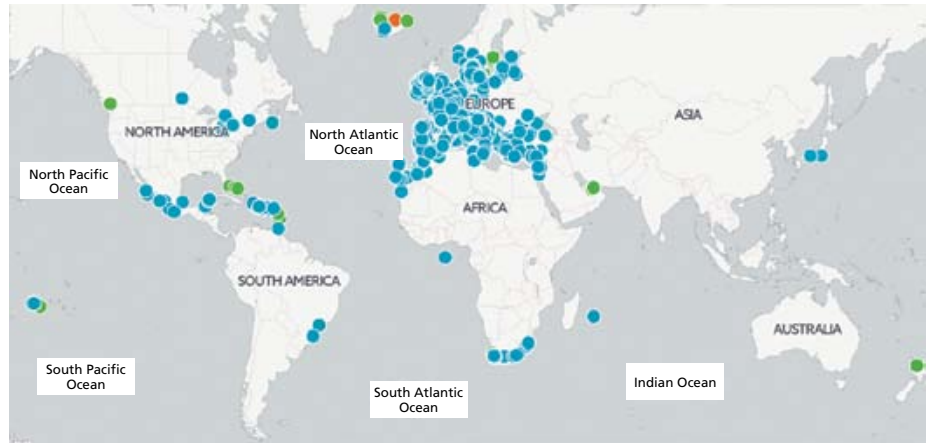 EUROPE
ASIA
NORTH AMERICA
North Atlantic
Ocean
North Pacific
Ocean
AFRICA
SOUTH AMERICA
AUSTRALIA
South Pacific
Ocean
South Atlantic
Ocean
Indian Ocean